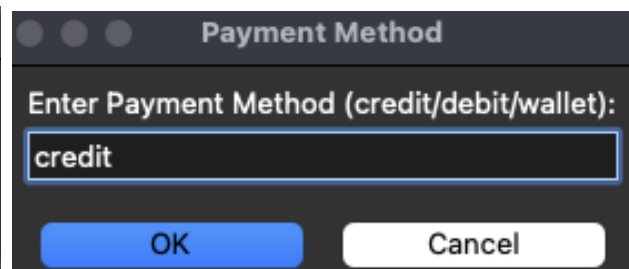 Payment Method
Enter Payment Method (credit/debit/wallet):
credit
OK Cancel